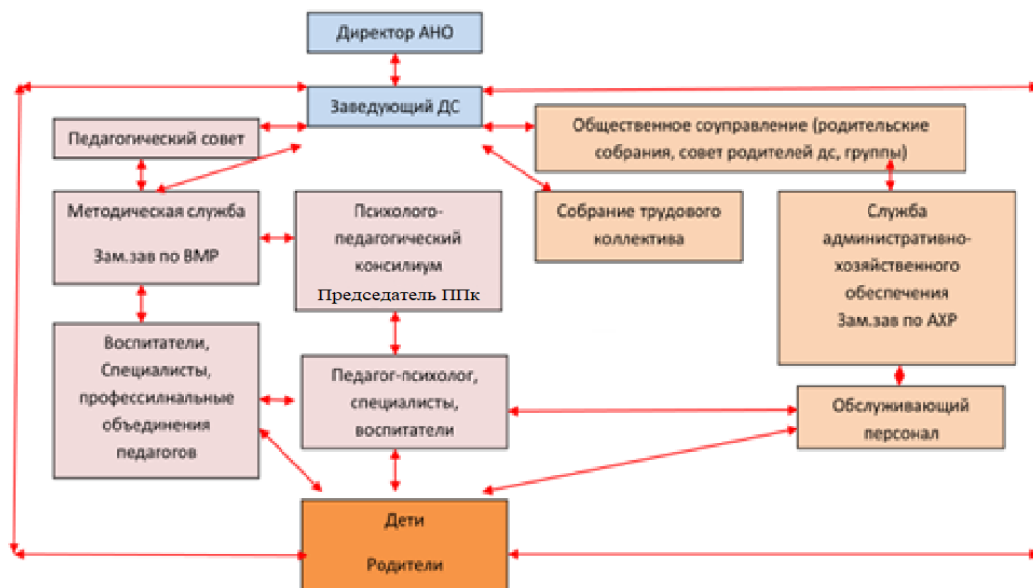 Директор АНО
Заведующий ДС
Педагогический совет
Общественное соуправление (родительские
собрания, совет родителей дс, группы)
Методическая служба
Зам.зав по ВМР
Психолого-
педагогический
консилиум
Председатель ППк
Собрание трудового
коллектива
Служба
административно-
хозяйственного
обеспечения
Зам.зав по АХР
Воспитатели,
Специалисты,
профессилнальные
объединения
педагогов
Педагог-психолог,
специалисты,
воспитатели
Обслуживающий
персонал
Дети
Родители